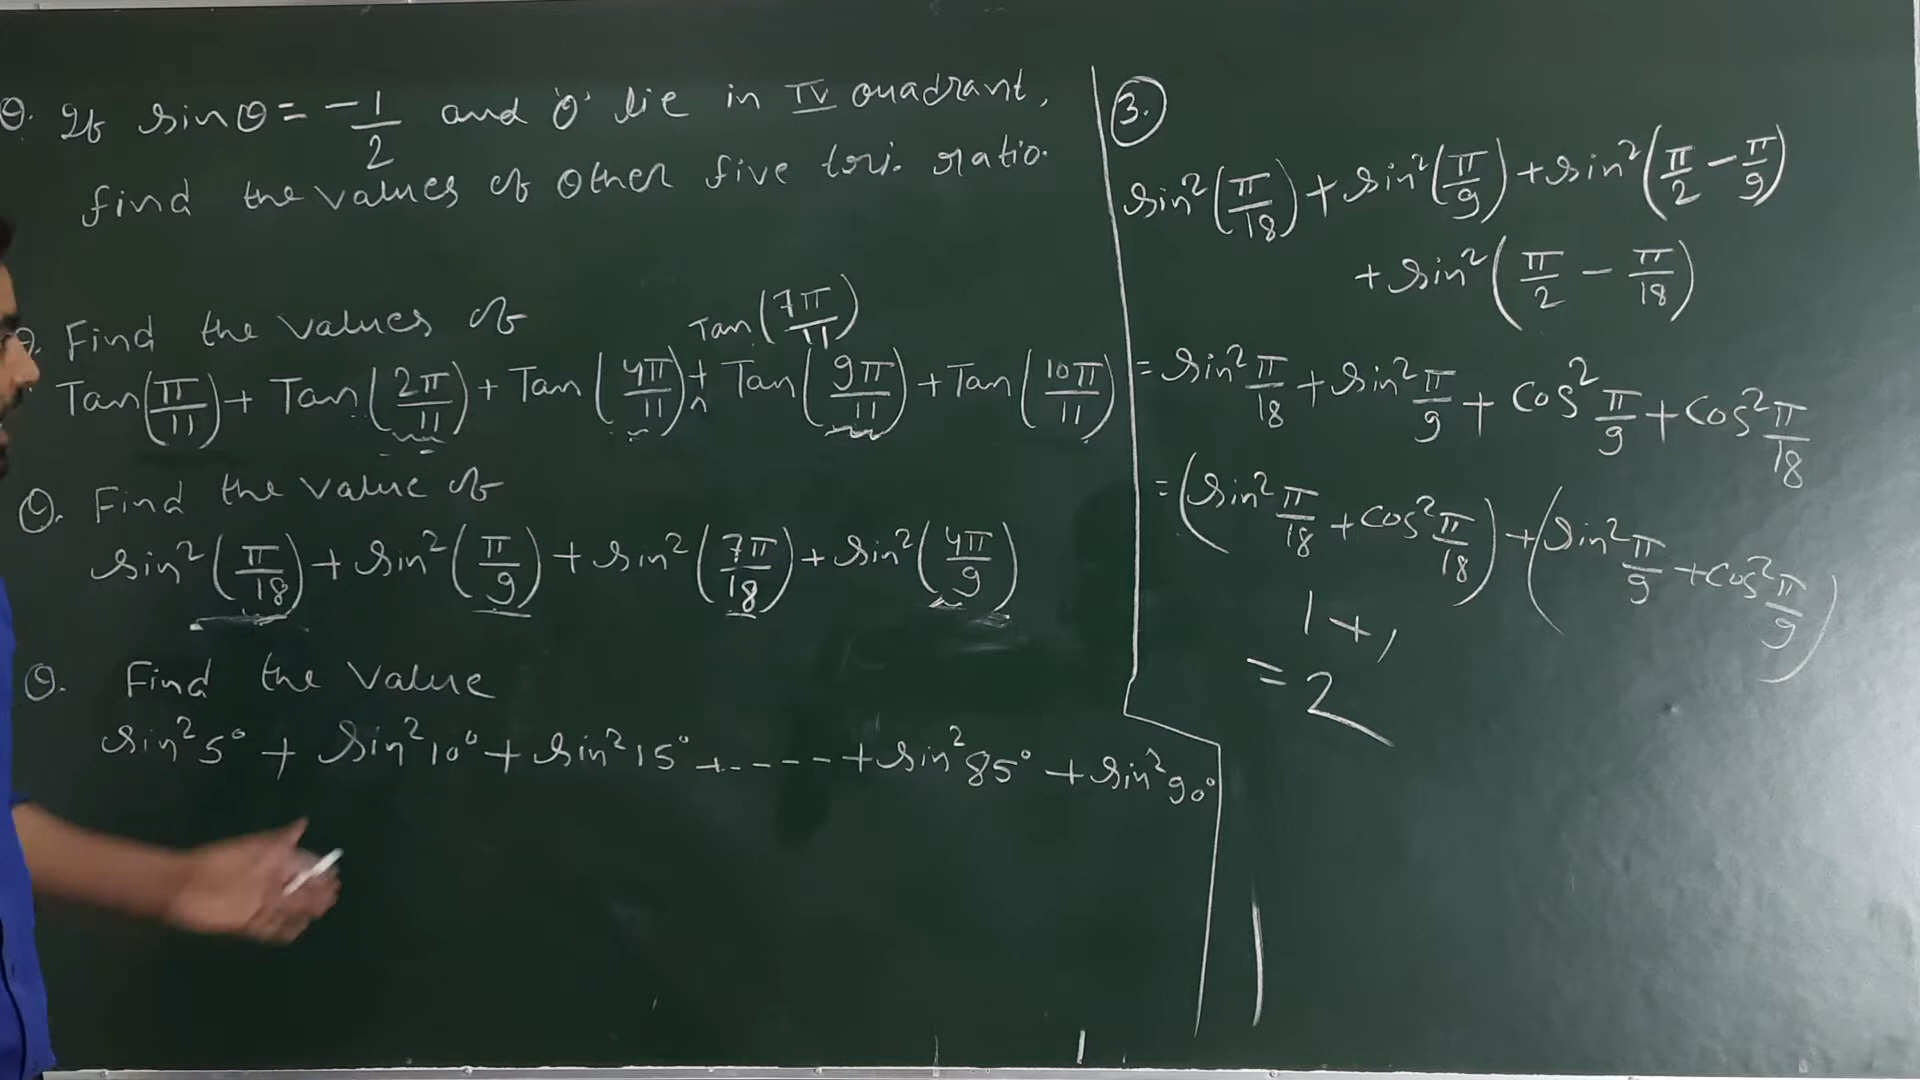 Q. If sinθ = -1/2 and 'θ' lie in IV quadrant,
find the values of other five tri. ratio.
Q. Find the values of Tan(7π/11)
Tan(π/11) + Tan(2π/11) + Tan(4π/11) + Tan(9π/11) + Tan(10π/11)
Q. Find the value of
sin²(π/18) + sin²(π/9) + sin²(7π/18) + sin²(4π/9)
Q. Find the value
sin²5° + sin²10° + sin²15° + ----- + sin²85° + sin²90°
3.
sin²(π/18) + sin²(π/9) + sin²(π/2 - π/9)
+ sin²(π/2 - π/18)
= sin²π/18 + sin²π/9 + cos²π/9 + cos²π/18
= (sin²π/18 + cos²π/18) + (sin²π/9 + cos²π/9)
1 + 1
= 2